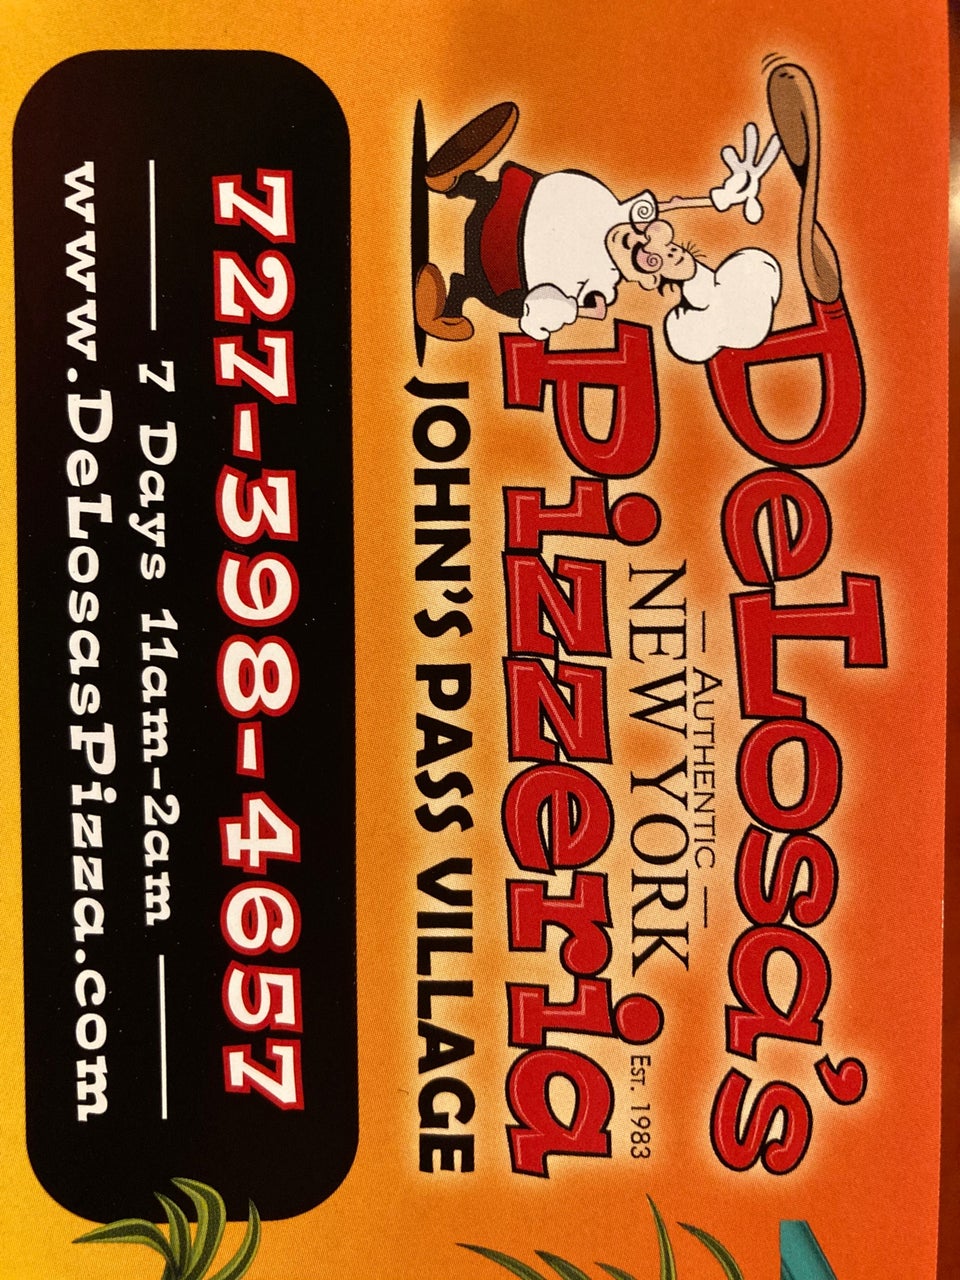 DeLosa's
— AUTHENTIC —
NEW YORK
Pizzeria
EST. 1983
JOHN'S PASS VILLAGE
727-398-4657
7 Days 11am-2am
www.DeLosasPizza.com